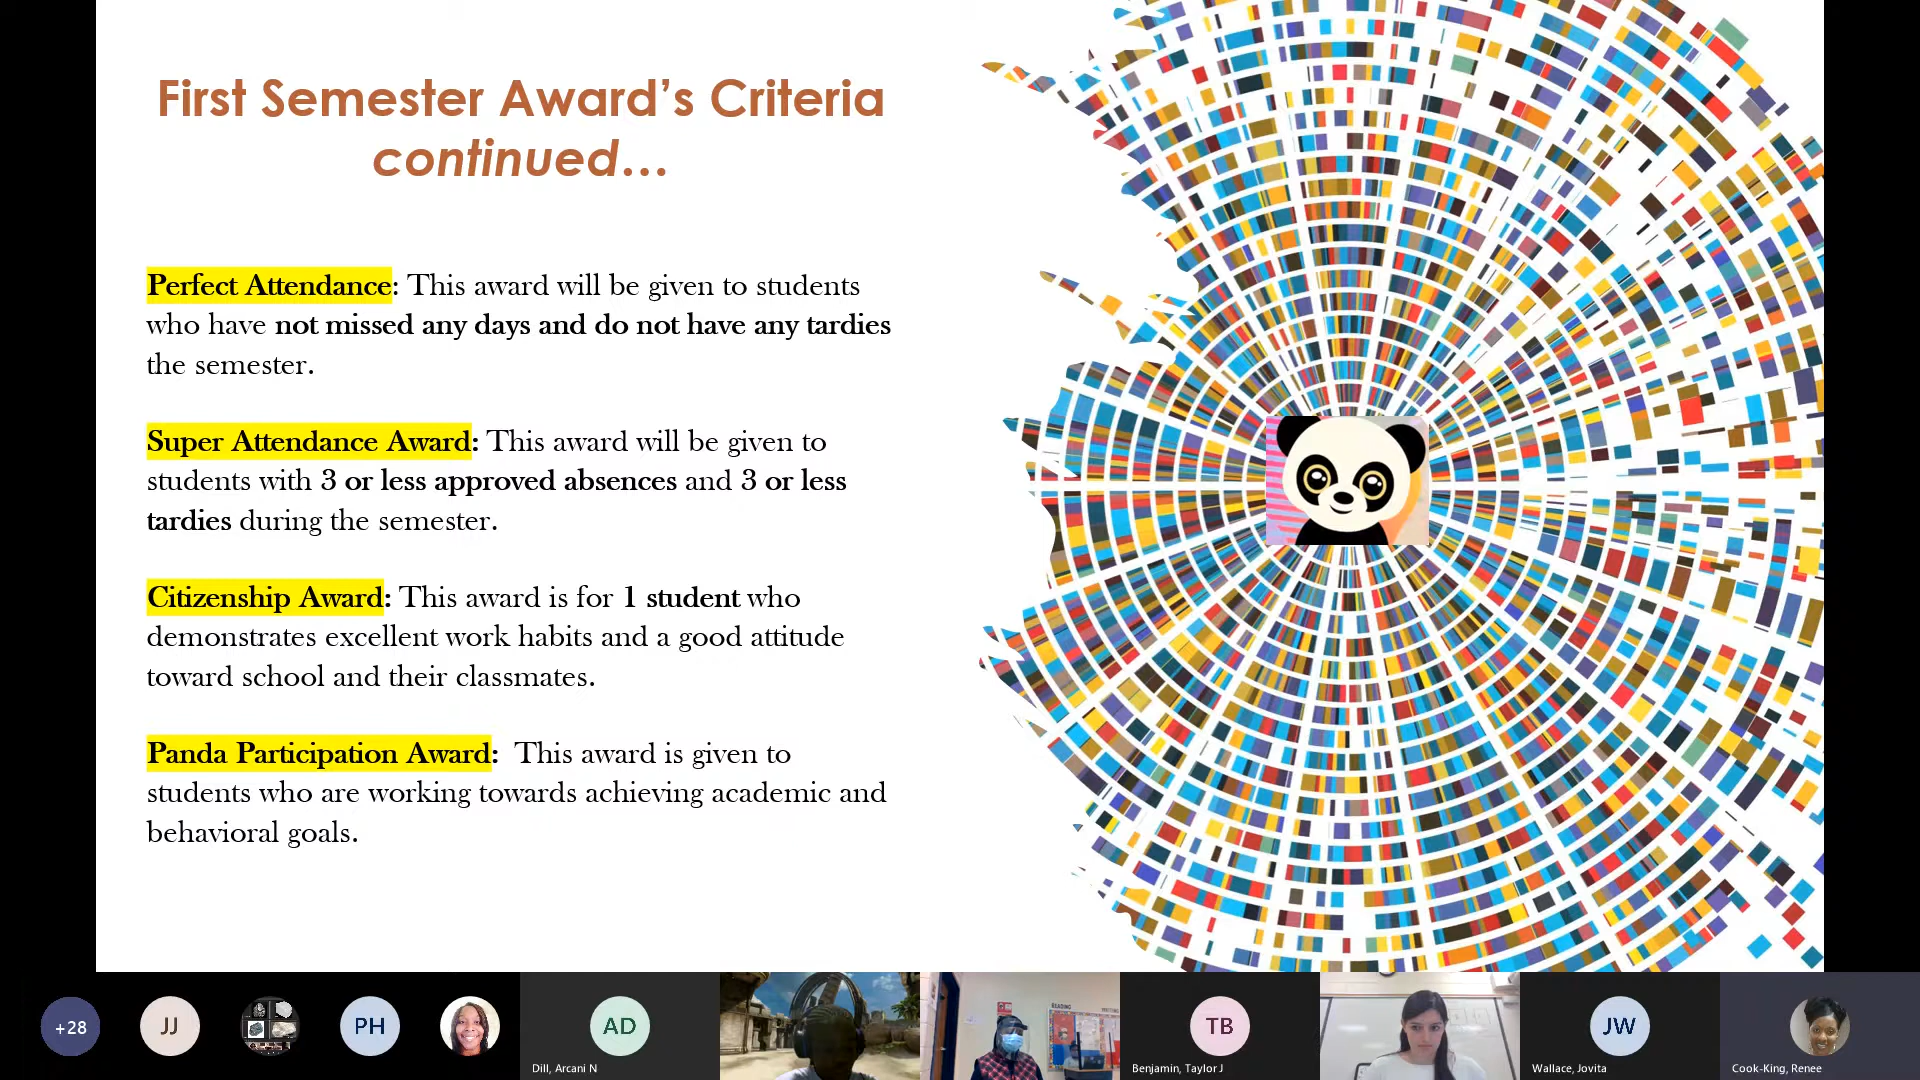 First Semester Award’s Criteria
continued…
Perfect Attendance: This award will be given to students
who have not missed any days and do not have any tardies
the semester.
Super Attendance Award: This award will be given to
students with 3 or less approved absences and 3 or less
tardies during the semester.
Citizenship Award: This award is for 1 student who
demonstrates excellent work habits and a good attitude
toward school and their classmates.
Panda Participation Award: This award is given to
students who are working towards achieving academic and
behavioral goals.
+28
JJ
PH
AD
Dill, Arcani N
READING
TB
Benjamin, Taylor J
JW
Wallace, Jovita
Cook-King, Renee